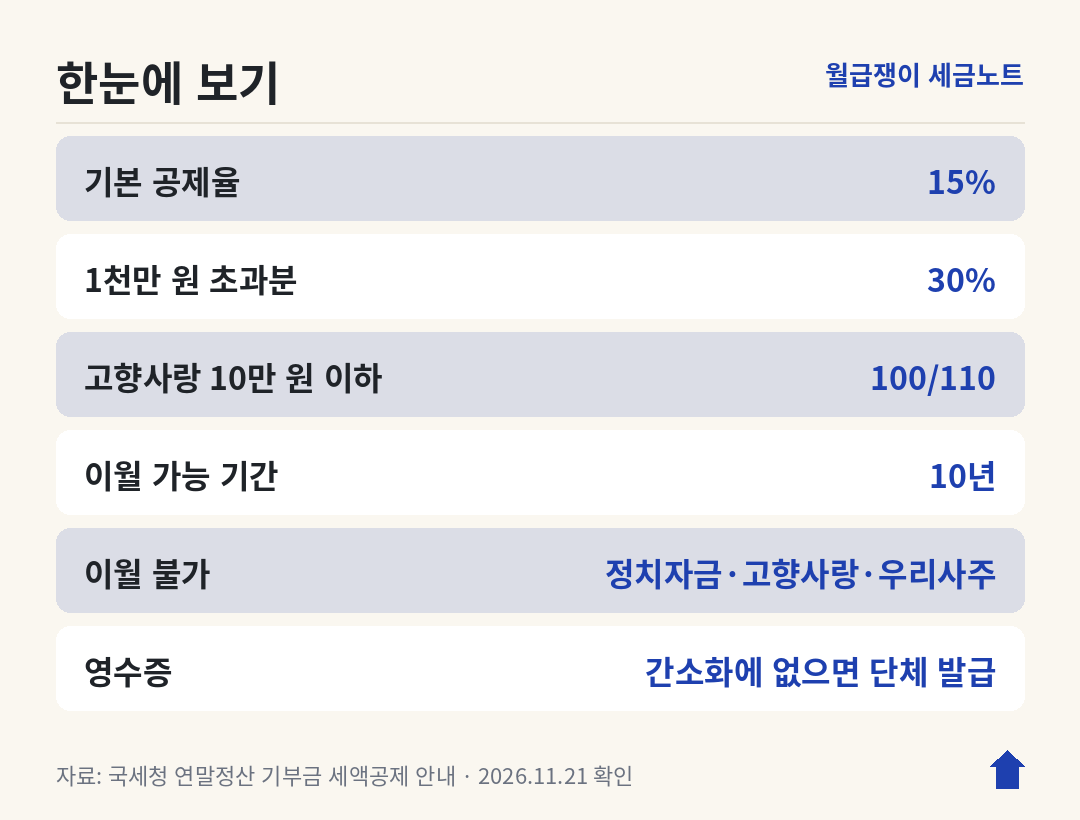 한눈에 보기
월급쟁이 세금노트
기본 공제율 15%
1천만 원 초과분 30%
고향사랑 10만 원 이하 100/110
이월 가능 기간 10년
이월 불가 정치자금·고향사랑·우리사주
영수증 간소화에 없으면 단체 발급
자료: 국세청 연말정산 기부금 세액공제 안내 · 2026.11.21 확인